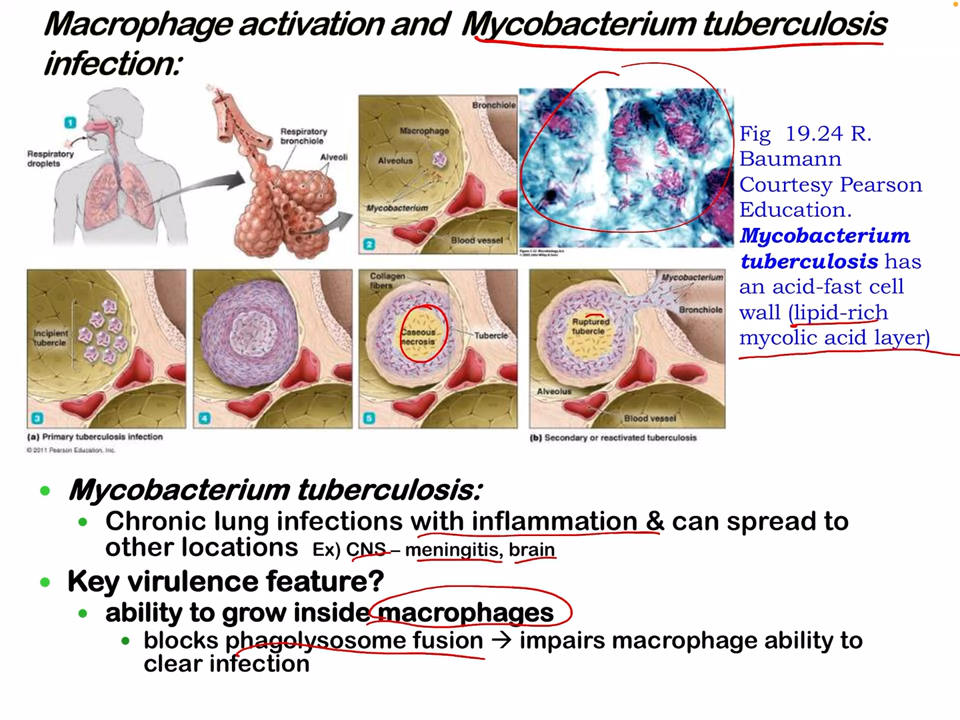 Macrophage activation and Mycobacterium tuberculosis
infection:
1
Respiratory
droplets
Respiratory
bronchiole
Alveoli
Bronchiole
Macrophage
Alveolus
Mycobacterium
Blood vessel
2
Fig 19.24 R.
Baumann
Courtesy Pearson
Education.
Mycobacterium
tuberculosis has
an acid-fast cell
wall (lipid-rich
mycolic acid layer)
Incipient
tubercle
3
4
Collagen
fibers
Caseous
necrosis
Tubercle
5
Mycobacterium
Bronchiole
Ruptured
tubercle
Alveolus
Blood vessel
(a) Primary tuberculosis infection
(b) Secondary or reactivated tuberculosis
© 2011 Pearson Education, Inc.
• Mycobacterium tuberculosis:
• Chronic lung infections with inflammation & can spread to
other locations Ex) CNS – meningitis, brain
• Key virulence feature?
• ability to grow inside macrophages
• blocks phagolysosome fusion → impairs macrophage ability to
clear infection